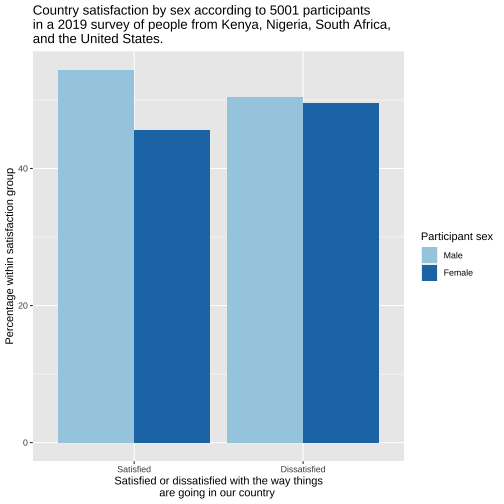 Country satisfaction by sex according to 5001 participants
in a 2019 survey of people from Kenya, Nigeria, South Africa,
and the United States.
Percentage within satisfaction group
40
20
0
Satisfied
Dissatisfied
Satisfied or dissatisfied with the way things
are going in our country
Participant sex
Male
Female